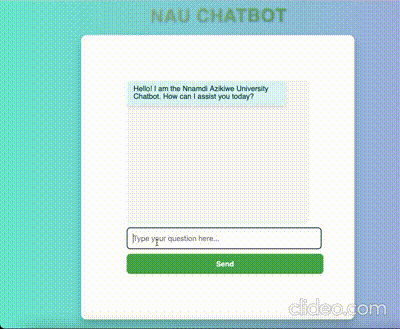 NAU CHATBOT
Hello! I am the Nnamdi Azikiwe University
Chatbot. How can I assist you today?
Type your question here...
Send
clideo.com